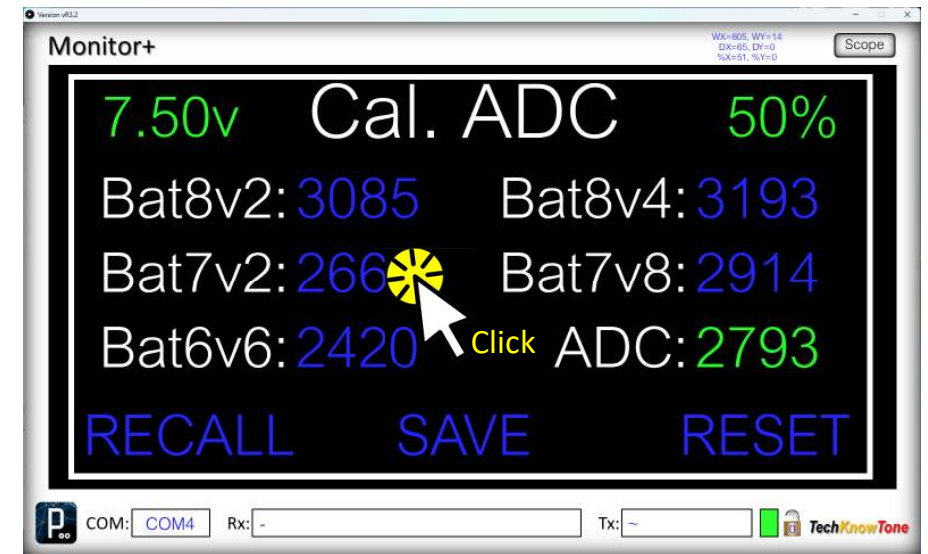 Version vR3.2
Monitor+
WX=805, WY=14
DX=65, DY=0
%X=51, %Y=0
Scope
7.50v Cal. ADC 50%
Bat8v2: 3085 Bat8v4: 3193
Bat7v2: 266 Bat7v8: 2914
Bat6v6: 2420 Click ADC: 2793
RECALL SAVE RESET
P.
COM: COM4 Rx: - Tx: ~ TechKnowTone